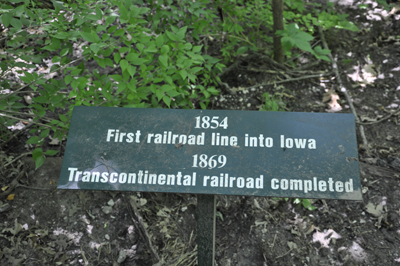 1854
First railroad line into Iowa
1869
Transcontinental railroad completed